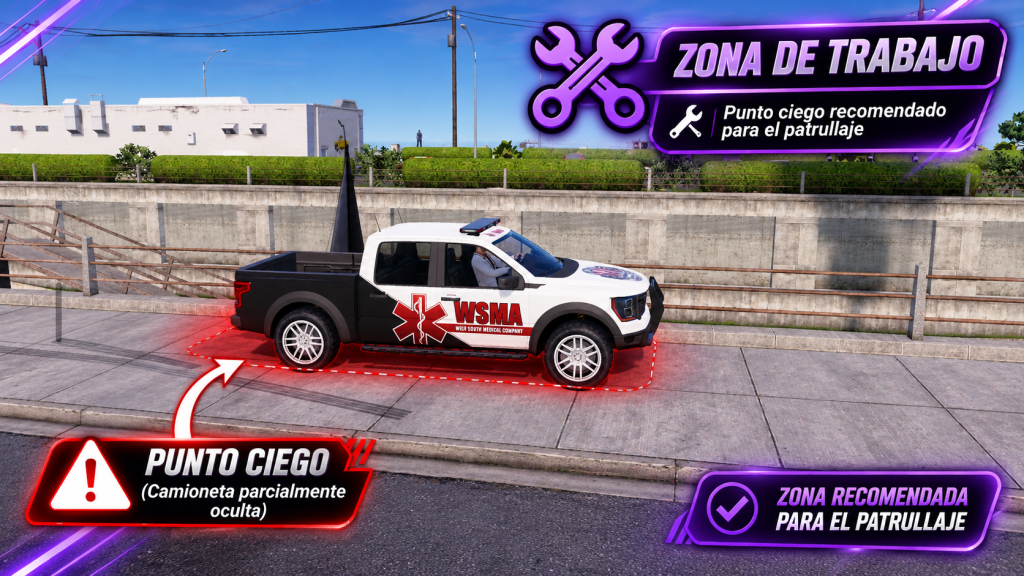 ZONA DE TRABAJO
Punto ciego recomendado
para el patrullaje
WSMA
WEIR SOUTH MEDICAL COMPANY
PUNTO CIEGO
(Camioneta parcialmente
oculta)
ZONA RECOMENDADA
PARA EL PATRULLAJE